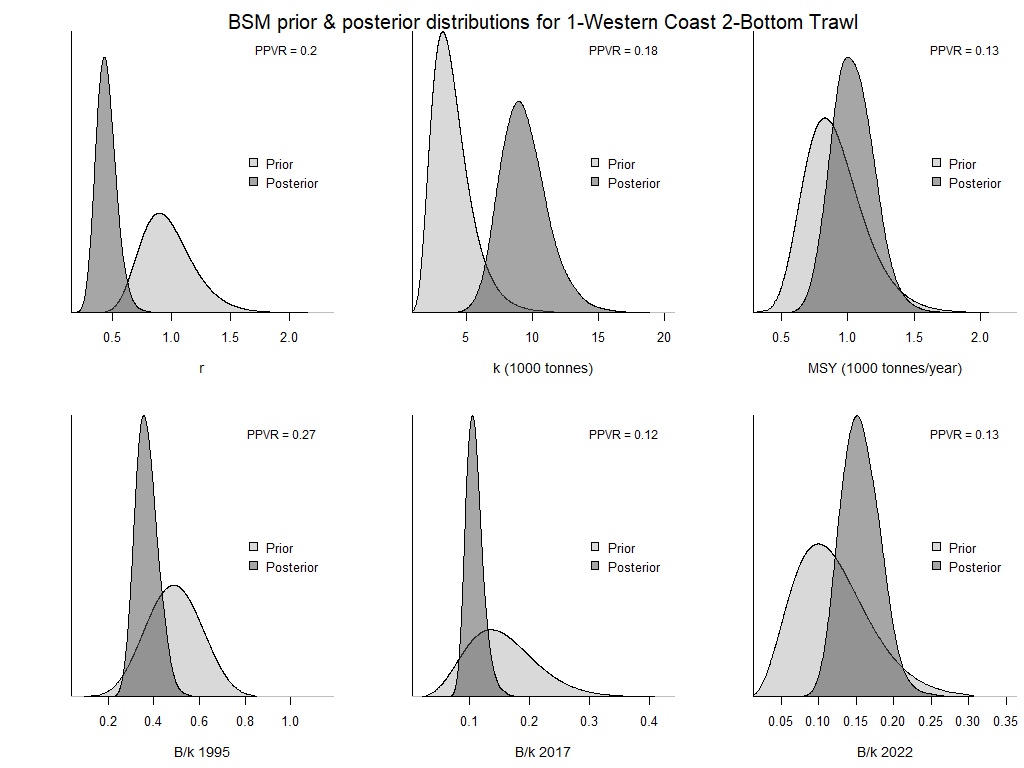 BSM prior & posterior distributions for 1-Western Coast 2-Bottom Trawl
PPVR = 0.2
Prior
Posterior
0.5 1.0 1.5 2.0
r
PPVR = 0.18
Prior
Posterior
5 10 15 20
k (1000 tonnes)
PPVR = 0.13
Prior
Posterior
0.5 1.0 1.5 2.0
MSY (1000 tonnes/year)
PPVR = 0.27
Prior
Posterior
0.2 0.4 0.6 0.8 1.0
B/k 1995
PPVR = 0.12
Prior
Posterior
0.1 0.2 0.3 0.4
B/k 2017
PPVR = 0.13
Prior
Posterior
0.05 0.10 0.15 0.20 0.25 0.30 0.35
B/k 2022